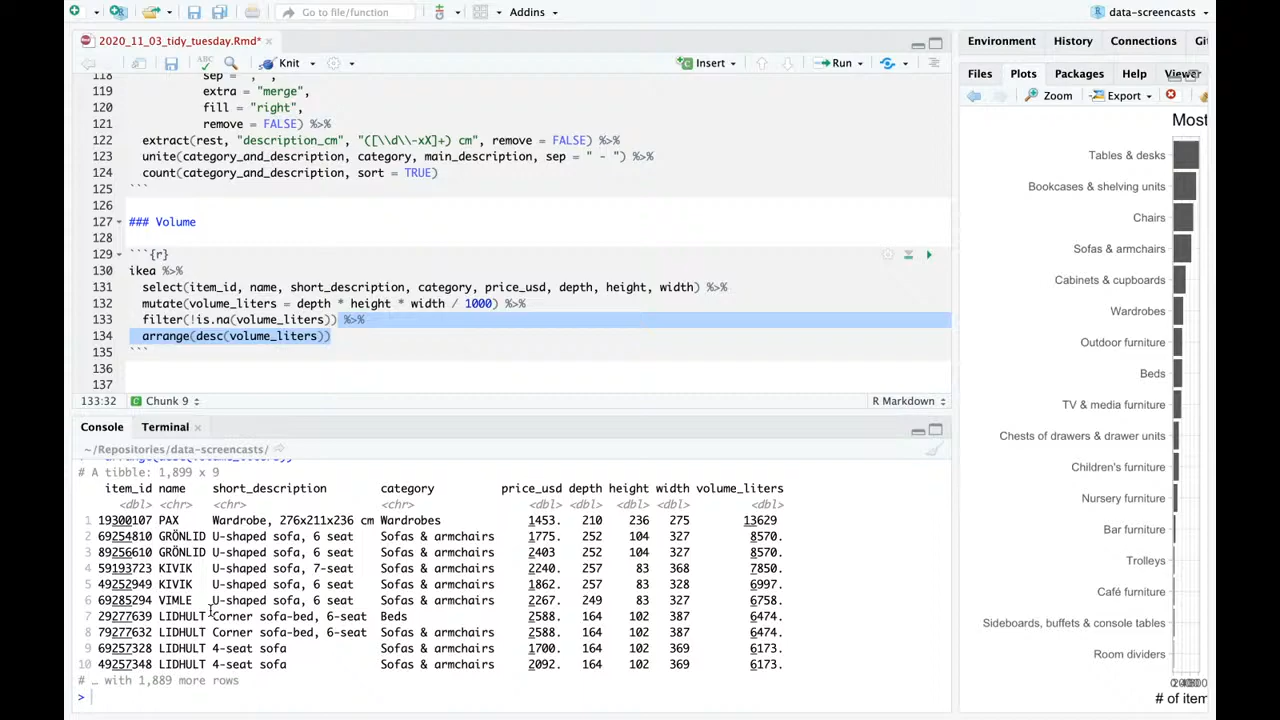 Go to file/function
Addins
data-screencasts
2020_11_03_tidy_tuesday.Rmd*
Environment
History
Connections
Git
ABC
Knit
Insert
Run
Files
Plots
Packages
Help
Viewer
Zoom
Export
118 sep = ", ",
119 extra = "merge",
120 fill = "right",
121 remove = FALSE) %>%
122 extract(rest, "description_cm", "([\\d\\-xX]+) cm", remove = FALSE) %>%
123 unite(category_and_description, category, main_description, sep = " - ") %>%
124 count(category_and_description, sort = TRUE)
125 ```
126
127 ### Volume
128
129 ```{r}
130 ikea %>%
131 select(item_id, name, short_description, category, price_usd, depth, height, width) %>%
132 mutate(volume_liters = depth * height * width / 1000) %>%
133 filter(!is.na(volume_liters)) %>%
134 arrange(desc(volume_liters))
135 ```
136
137
133:32 Chunk 9 R Markdown
Console Terminal
~/Repositories/data-screencasts/
arrange(desc(volume_liters))
# A tibble: 1,899 x 9
item_id name short_description category price_usd depth height width volume_liters
<dbl> <chr> <chr> <chr> <dbl> <dbl> <dbl> <dbl> <dbl>
1 19300107 PAX Wardrobe, 276x211x236 cm Wardrobes 1453. 210 236 275 13629
2 69254810 GRÖNLID U-shaped sofa, 6 seat Sofas & armchairs 1775. 252 104 327 8570.
3 89256610 GRÖNLID U-shaped sofa, 6 seat Sofas & armchairs 2403 252 104 327 8570.
4 59193723 KIVIK U-shaped sofa, 7-seat Sofas & armchairs 2240. 257 83 368 7850.
5 49252949 KIVIK U-shaped sofa, 6 seat Sofas & armchairs 1862. 257 83 328 6997.
6 69285294 VIMLE U-shaped sofa, 6 seat Sofas & armchairs 2267. 249 83 327 6758.
7 29277639 LIDHULT Corner sofa-bed, 6-seat Beds 2588. 164 102 387 6474.
8 79277632 LIDHULT Corner sofa-bed, 6-seat Sofas & armchairs 2588. 164 102 387 6474.
9 69257328 LIDHULT 4-seat sofa Sofas & armchairs 1700. 164 102 369 6173.
10 49257348 LIDHULT 4-seat sofa Sofas & armchairs 2092. 164 102 369 6173.
# … with 1,889 more rows
>
Most
Tables & desks
Bookcases & shelving units
Chairs
Sofas & armchairs
Cabinets & cupboards
Wardrobes
Outdoor furniture
Beds
TV & media furniture
Chests of drawers & drawer units
Children's furniture
Nursery furniture
Bar furniture
Trolleys
Café furniture
Sideboards, buffets & console tables
Room dividers
# of item